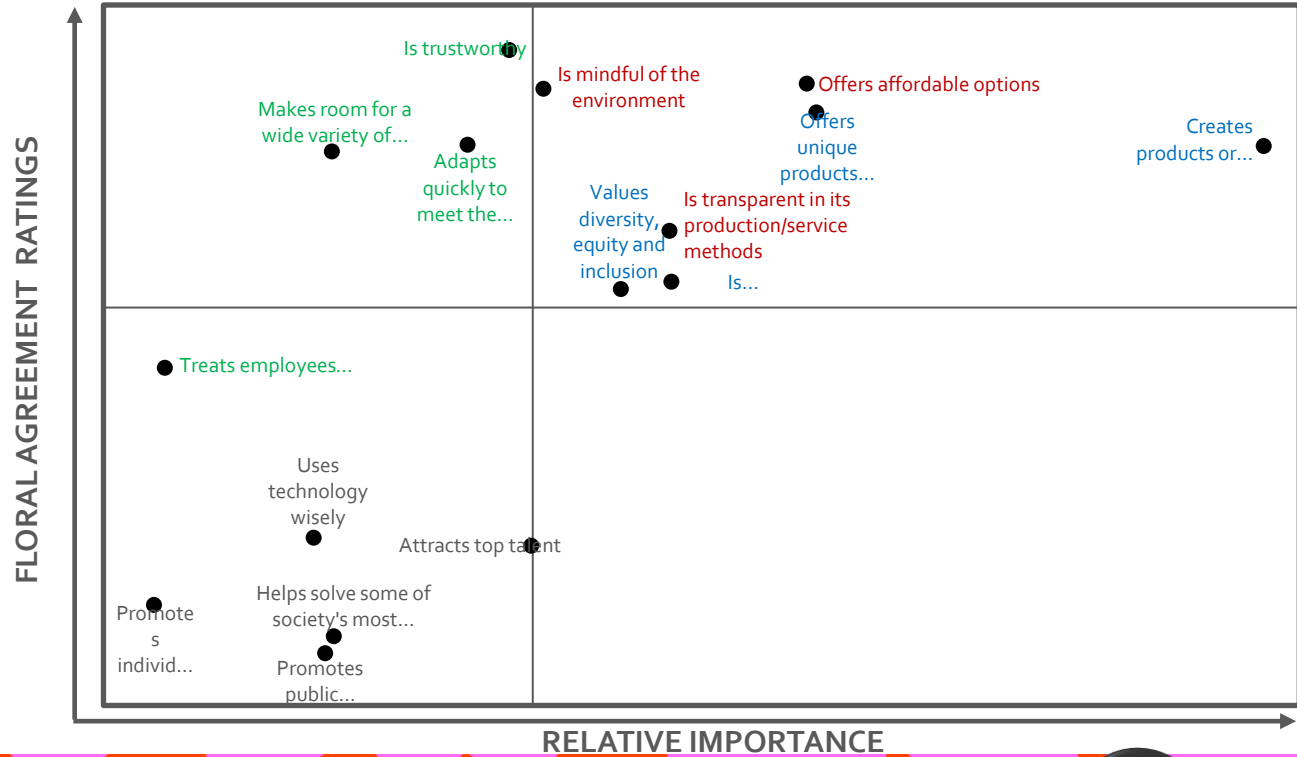 FLORAL AGREEMENT RATINGS
Is trustworthy
Is mindful of the
environment
Offers affordable options
Makes room for a
wide variety of...
Adapts
quickly to
meet the...
Offers
unique
products...
Creates
products or...
Values
diversity,
equity and
inclusion
Is transparent in its
production/service
methods
Is...
Treats employees...
Uses
technology
wisely
Attracts top talent
Promote
s
individ...
Helps solve some of
society's most...
Promotes
public...
RELATIVE IMPORTANCE